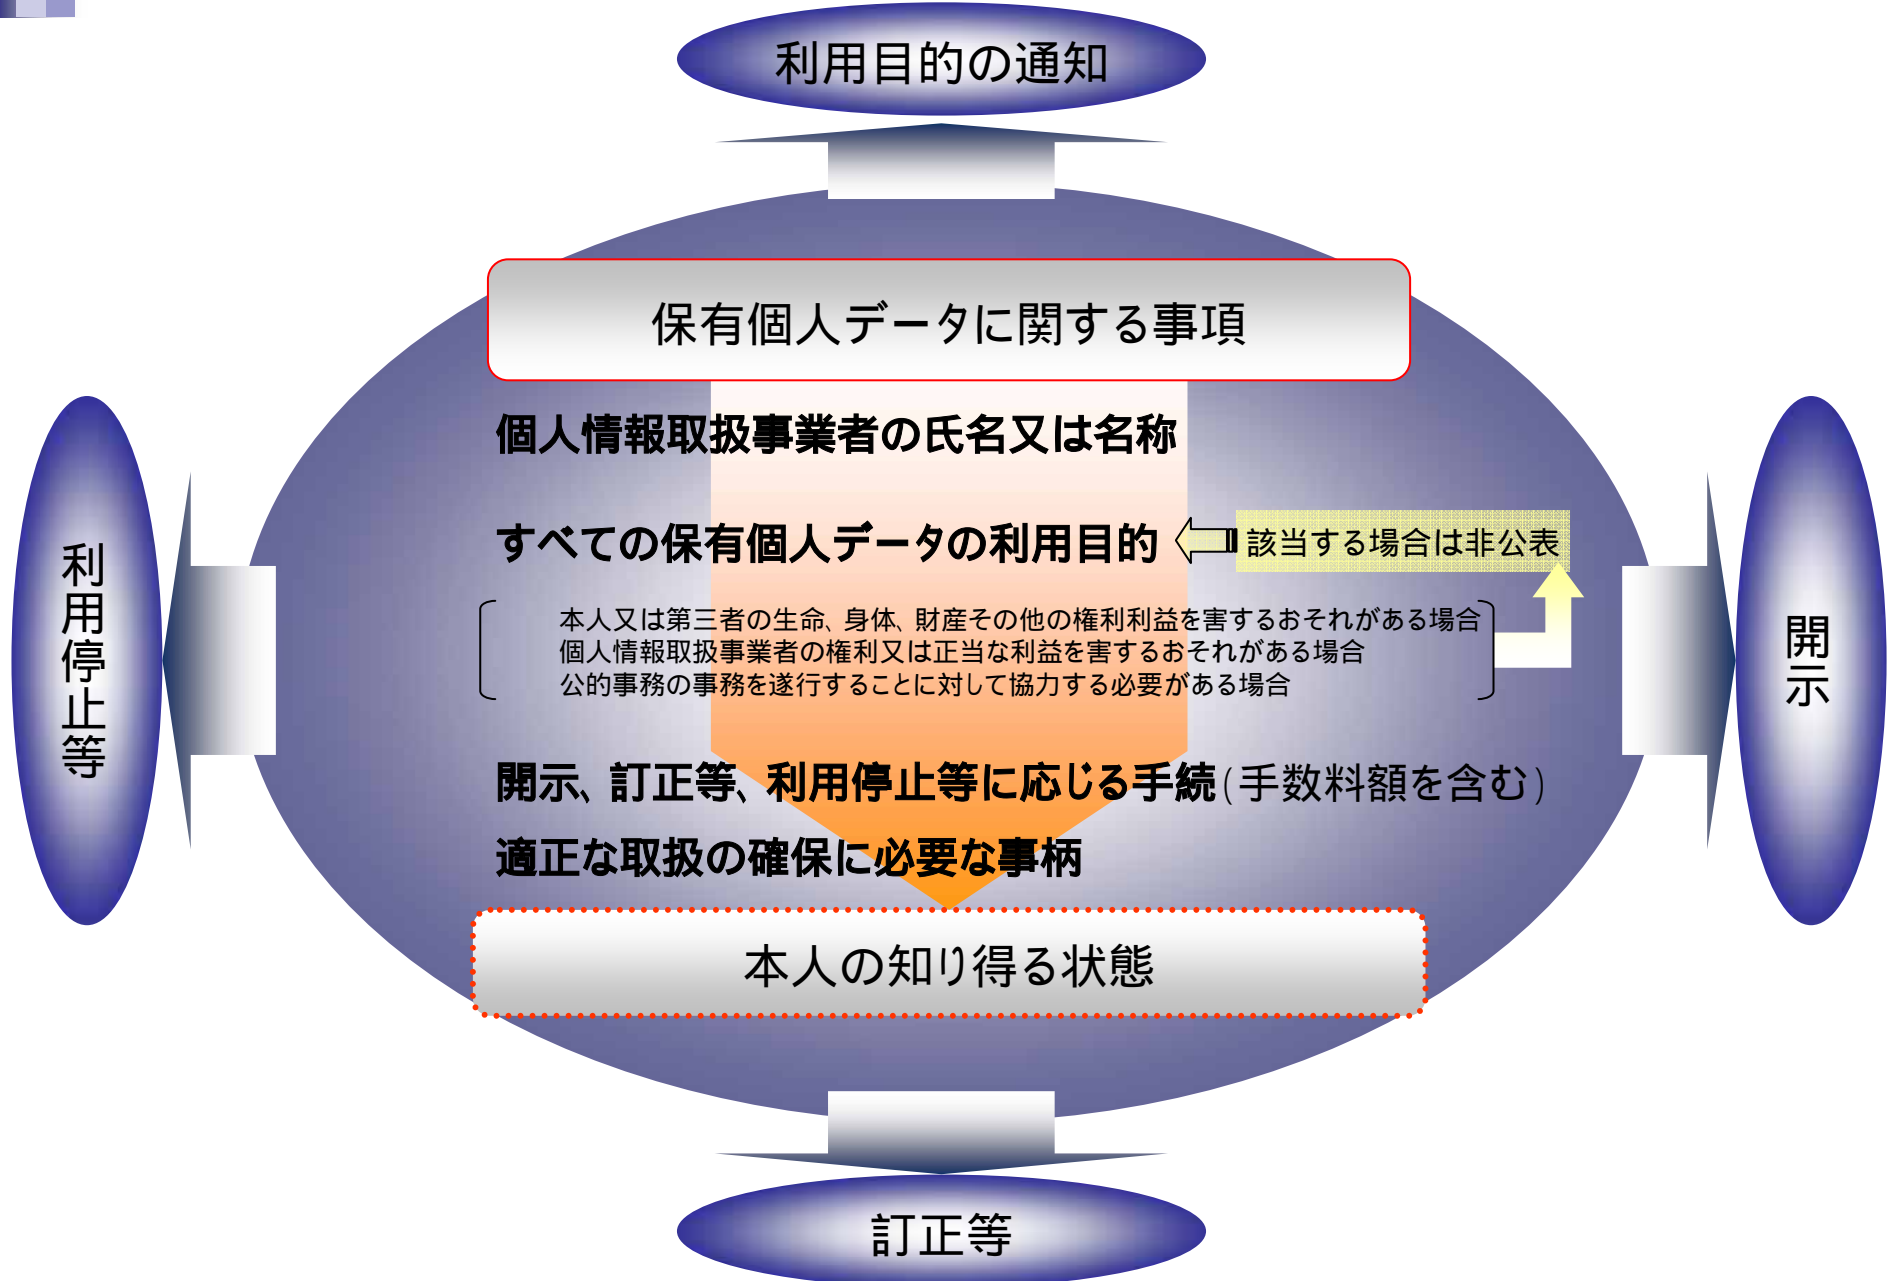 利用目的の通知
保有個人データに関する事項
個人情報取扱事業者の氏名又は名称
すべての保有個人データの利用目的
該当する場合は非公表
本人又は第三者の生命、身体、財産その他の権利利益を害するおそれがある場合
個人情報取扱事業者の権利又は正当な利益を害するおそれがある場合
公的事務の事務を遂行することに対して協力する必要がある場合
開示、訂正等、利用停止等に応じる手続(手数料額を含む)
適正な取扱の確保に必要な事柄
本人の知り得る状態
利用停止等
開示
訂正等